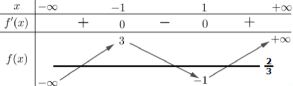 x −∞ −1 1 +∞
f′(x) + 0 − 0 +
f(x) −∞ 3 −1 +∞ 2/3